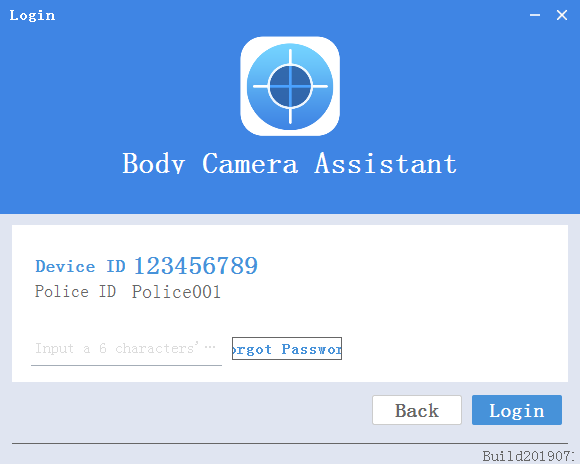 Login
Body Camera Assistant
Device ID 123456789
Police ID Police001
Input a 6 characters'…
orgot Passwor
Back
Login
Build201907